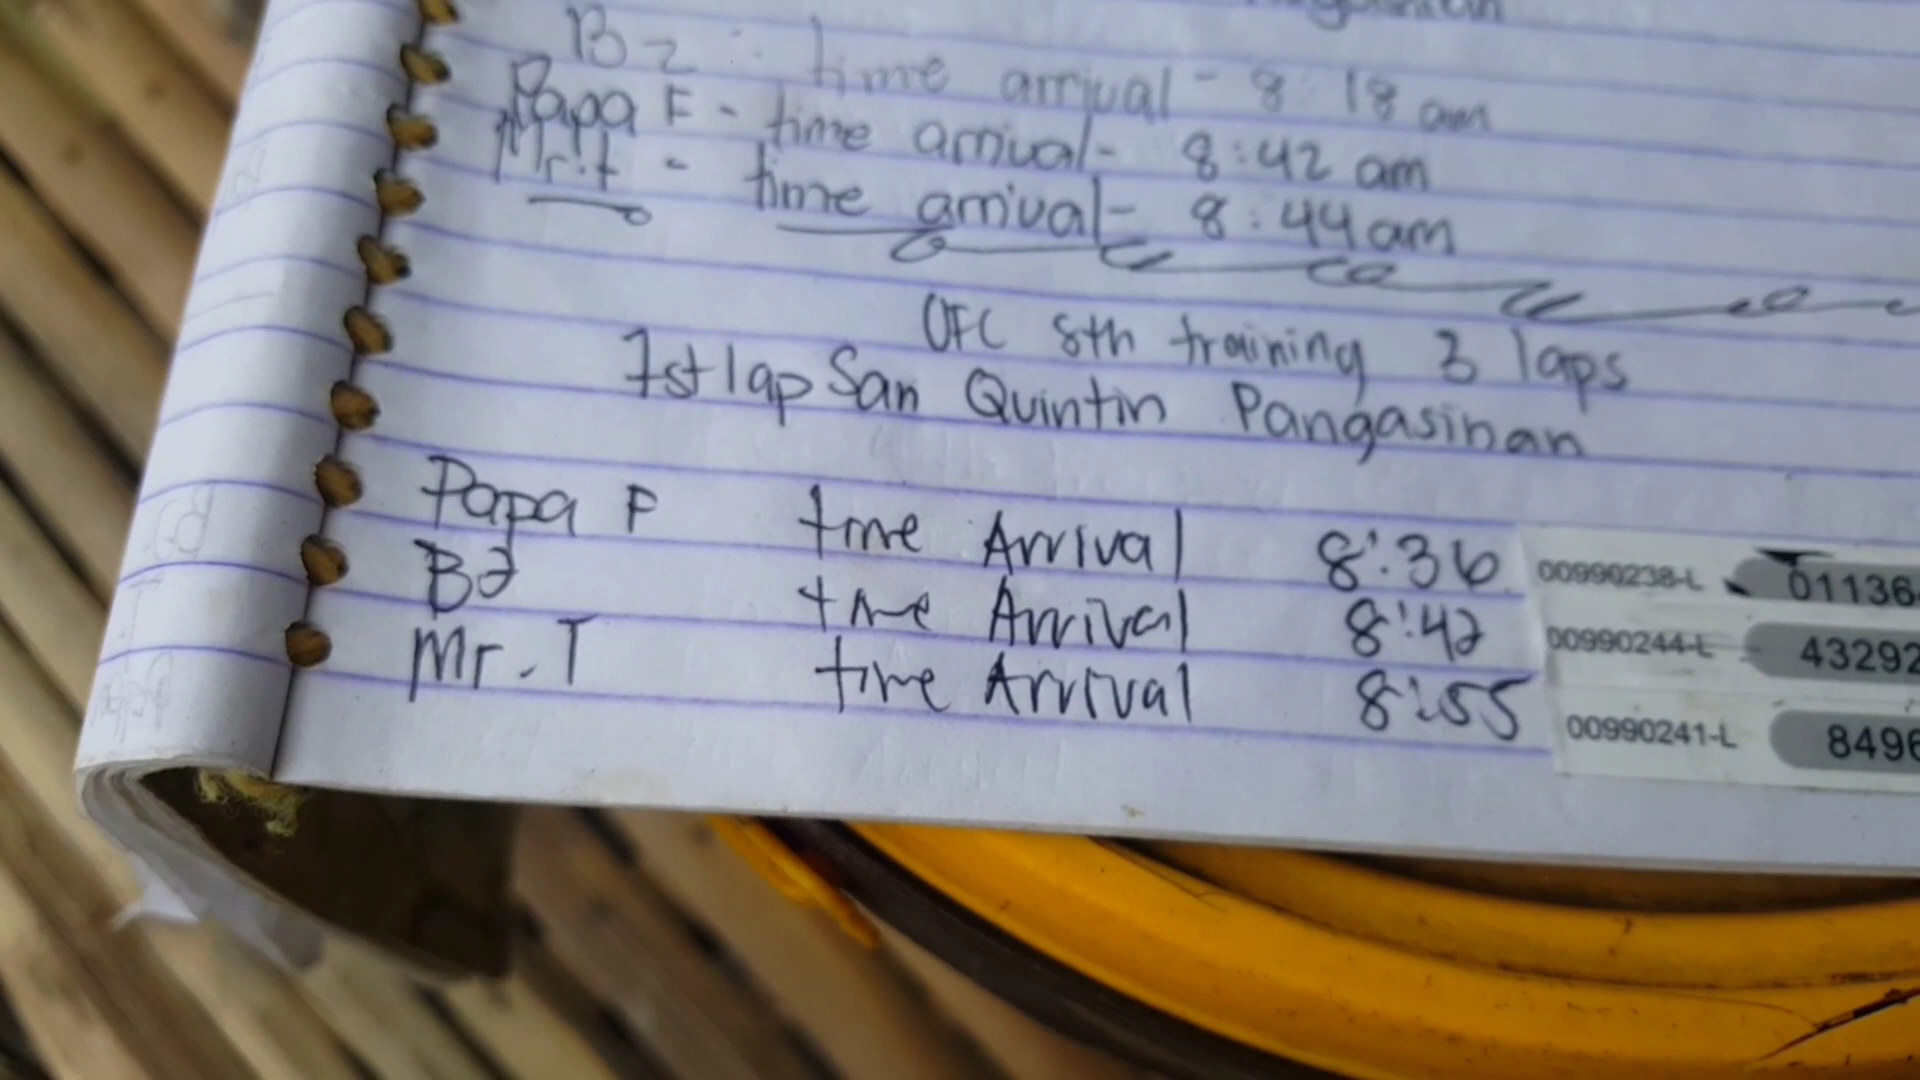 B2 : time arrival - 8:18 am
Papa F - time arrival - 8:42 am
Mr.t - time arrival - 8:44 am
UFC 8th training 3 laps
1st lap San Quintin Pangasinan
Papa F time Arrival 8:36 00990238-L 01136
B2 time Arrival 8:42 00990244-L 43292
Mr. T time Arrival 8:55 00990241-L 8496